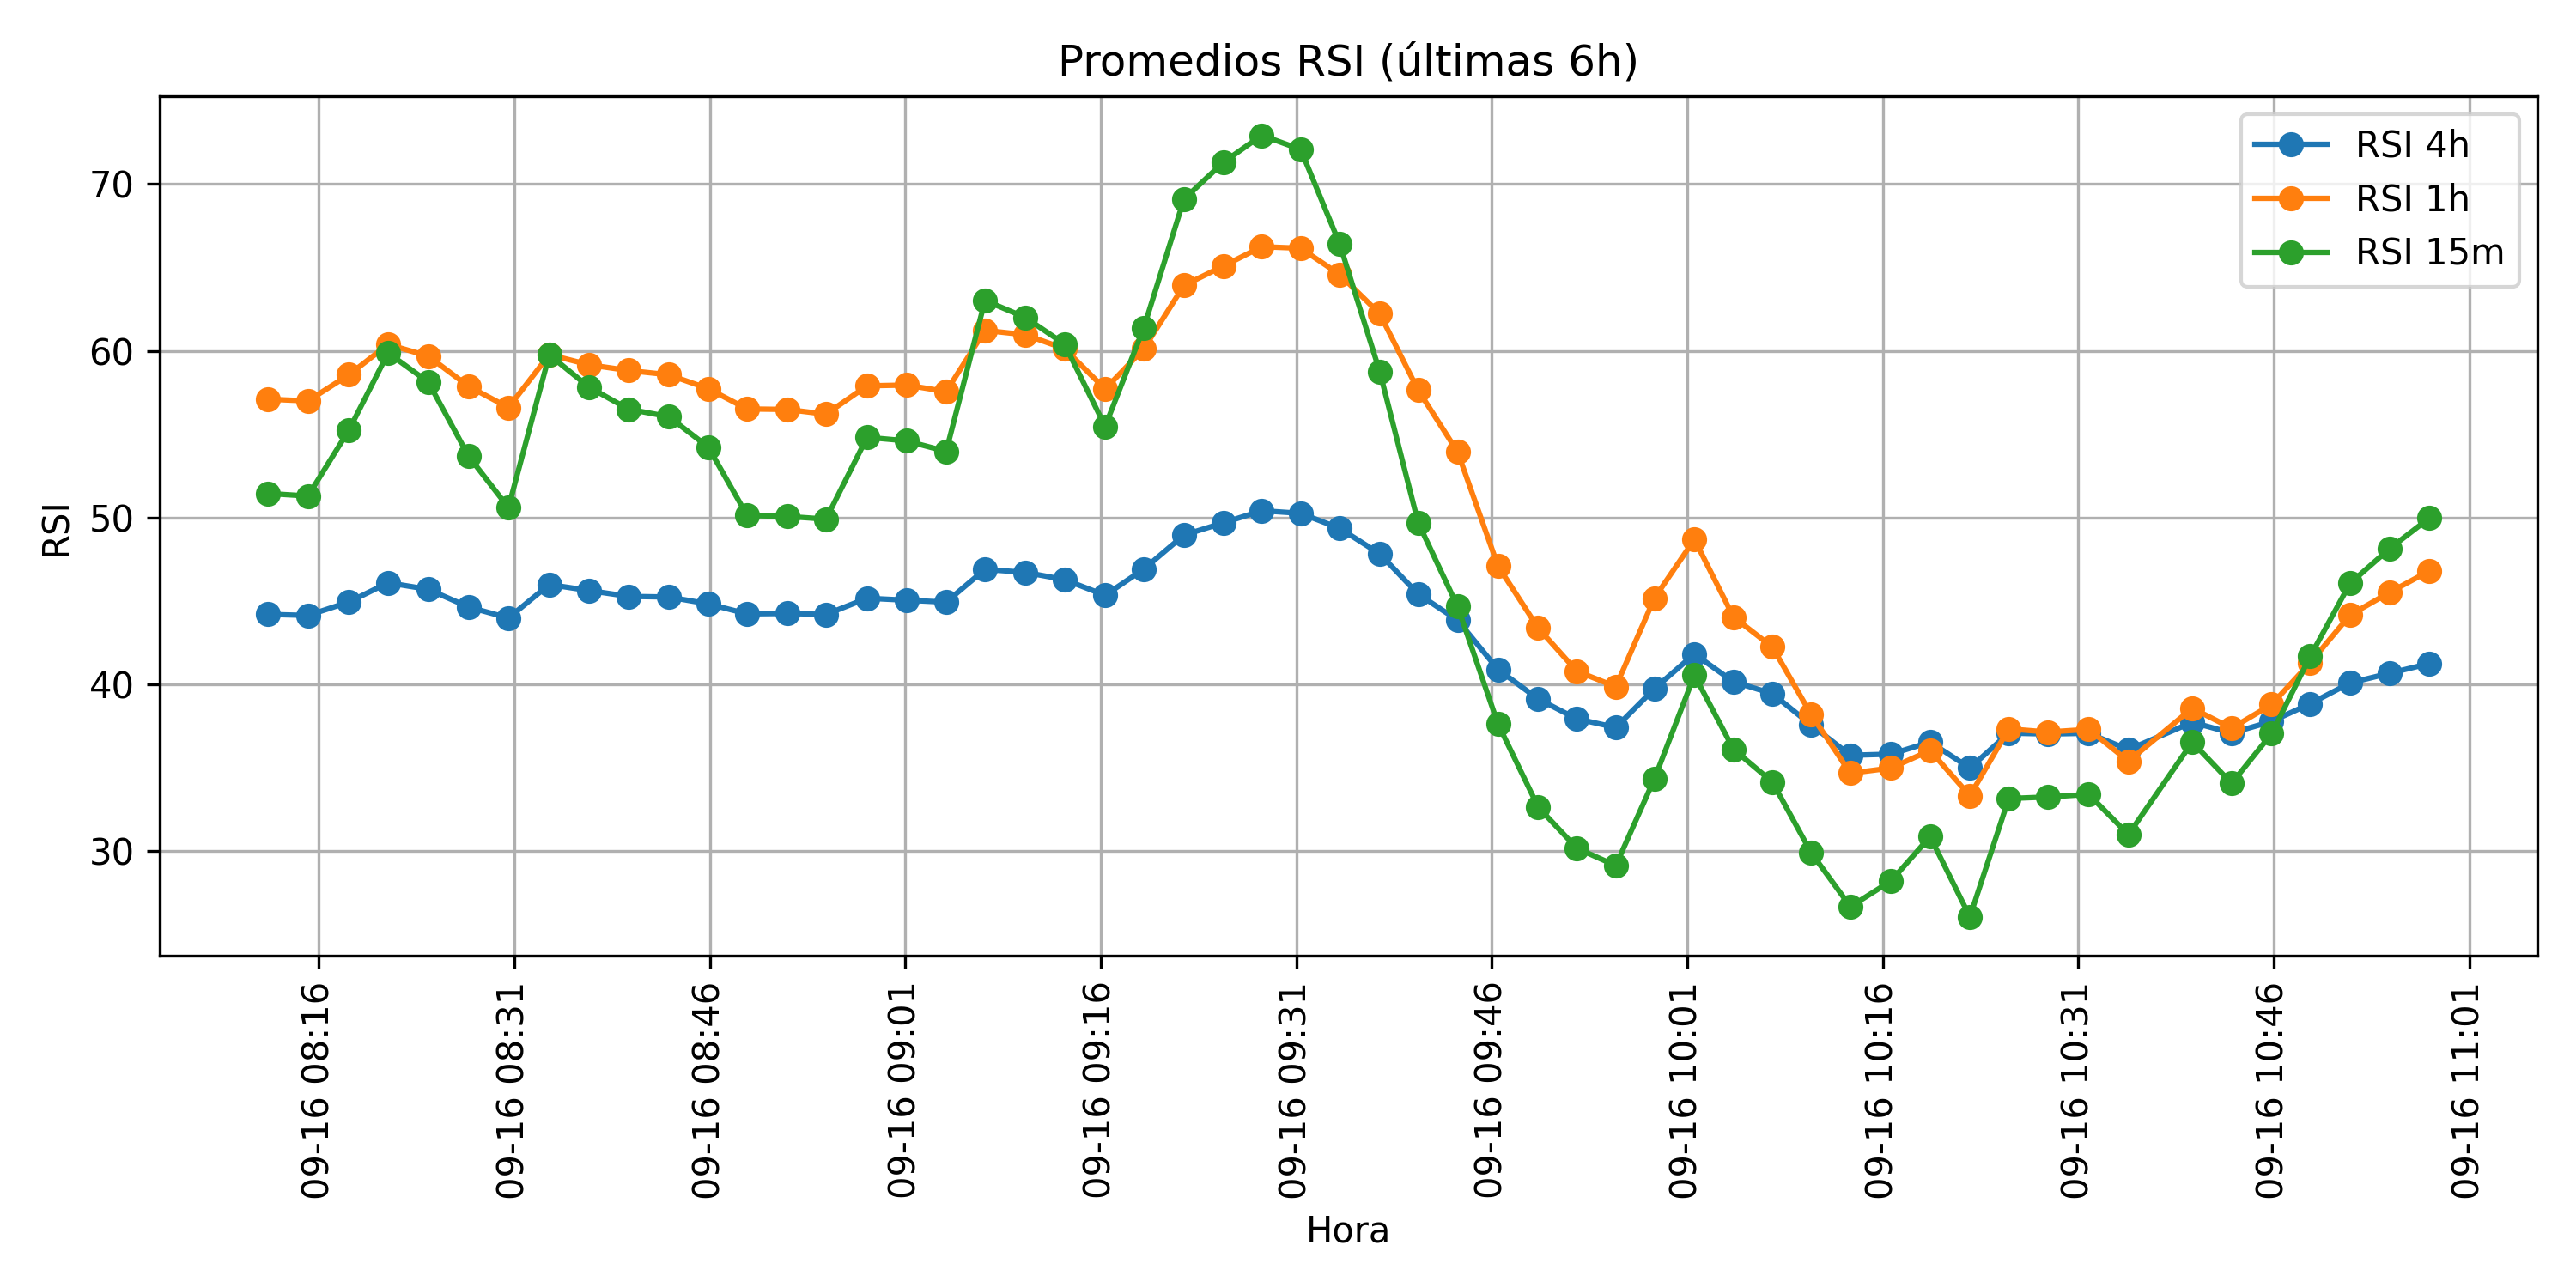 Promedios RSI (últimas 6h)
RSI 4h
RSI 1h
RSI 15m
RSI
70
60
50
40
30
09-16 08:16
09-16 08:31
09-16 08:46
09-16 09:01
09-16 09:16
09-16 09:31
09-16 09:46
09-16 10:01
09-16 10:16
09-16 10:31
09-16 10:46
09-16 11:01
Hora